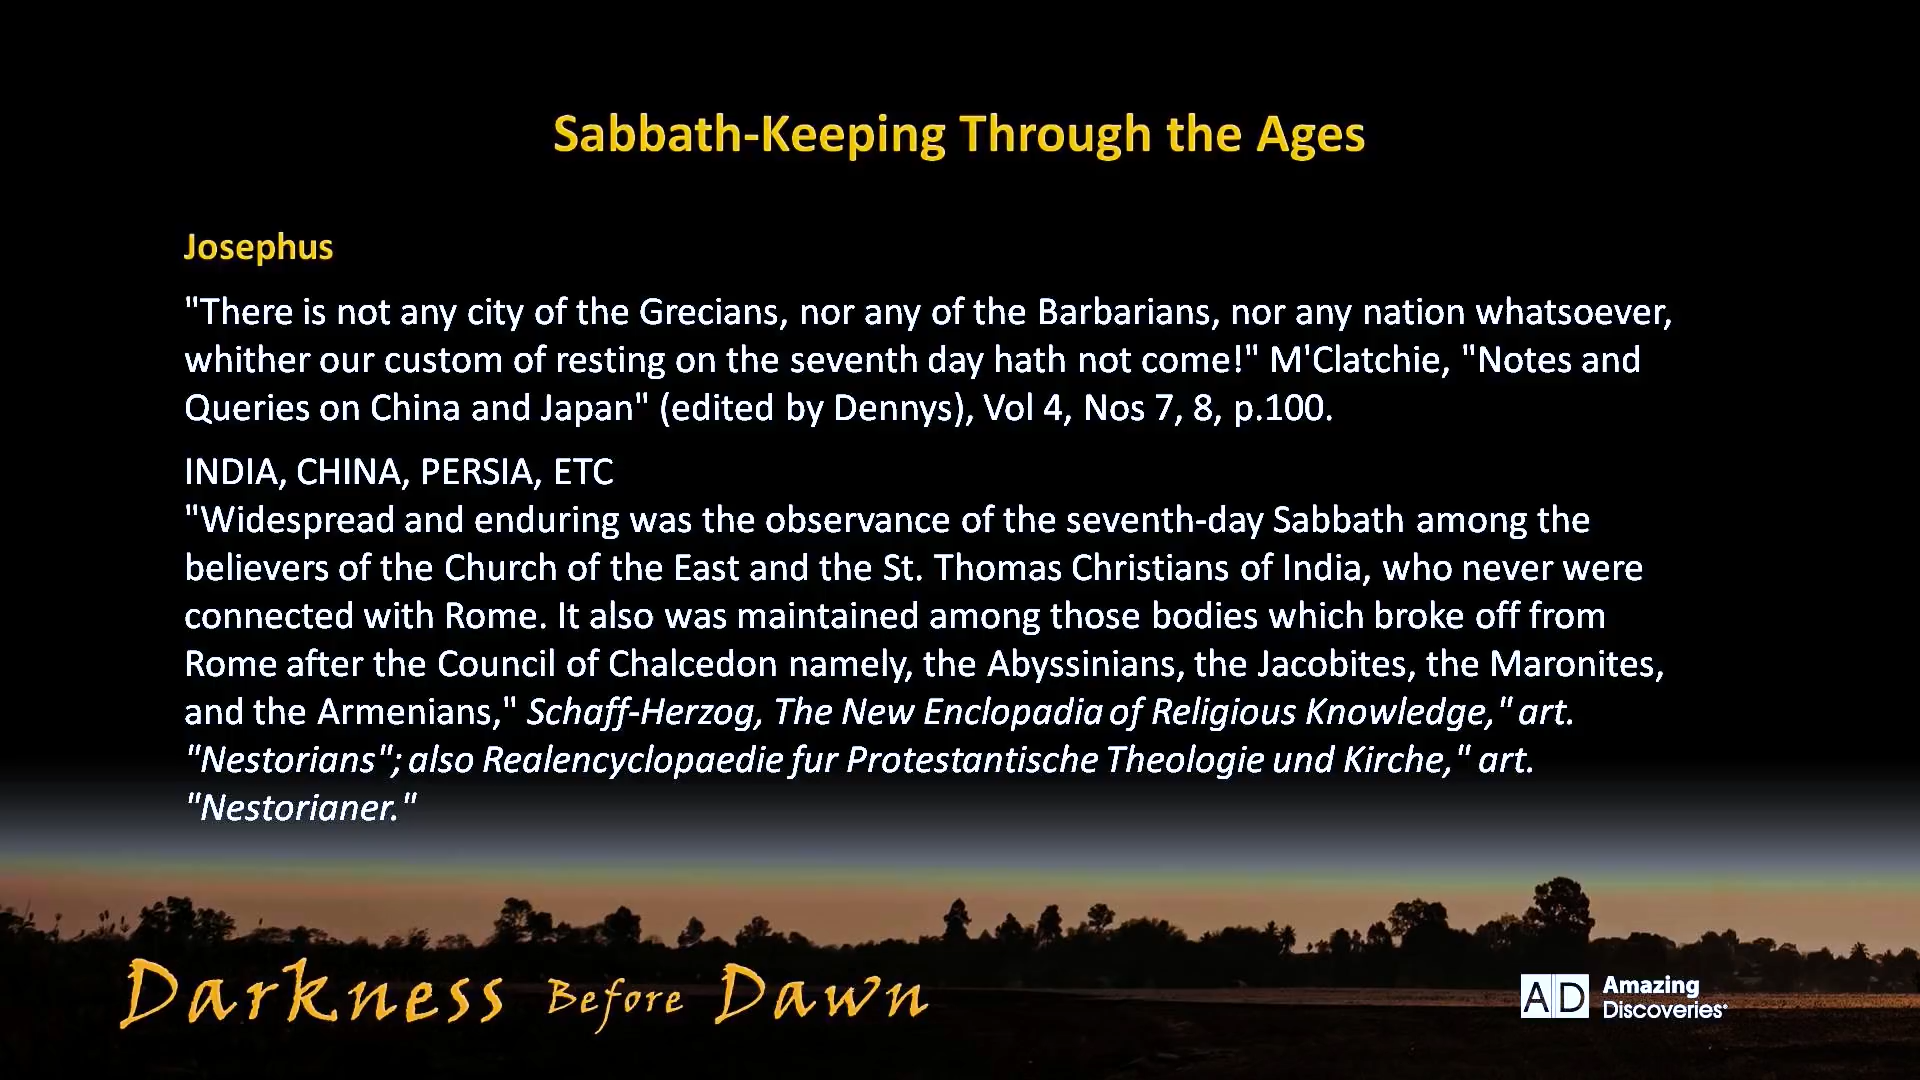 Sabbath-Keeping Through the Ages
Josephus
"There is not any city of the Grecians, nor any of the Barbarians, nor any nation whatsoever,
whither our custom of resting on the seventh day hath not come!" M'Clatchie, "Notes and
Queries on China and Japan" (edited by Dennys), Vol 4, Nos 7, 8, p.100.
INDIA, CHINA, PERSIA, ETC
"Widespread and enduring was the observance of the seventh-day Sabbath among the
believers of the Church of the East and the St. Thomas Christians of India, who never were
connected with Rome. It also was maintained among those bodies which broke off from
Rome after the Council of Chalcedon namely, the Abyssinians, the Jacobites, the Maronites,
and the Armenians," Schaff-Herzog, The New Enclopadia of Religious Knowledge," art.
"Nestorians"; also Realencyclopaedie fur Protestantische Theologie und Kirche," art.
"Nestorianer."
Darkness Before Dawn
AD Amazing
Discoveries